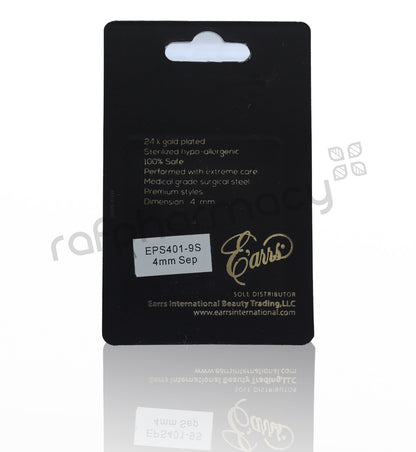 24 k gold plated
Sterilized hypo-allergenic
100% Safe
Performed with extreme care
Medical grade surgical steel
Premium styles
Dimension 4 mm
rafpharmacy
EPS401-9S
4mm Sep
Earrs
SOLE DISTRIBUTOR
Earrs International Beauty Trading,LLC
www.earrsinternational.com